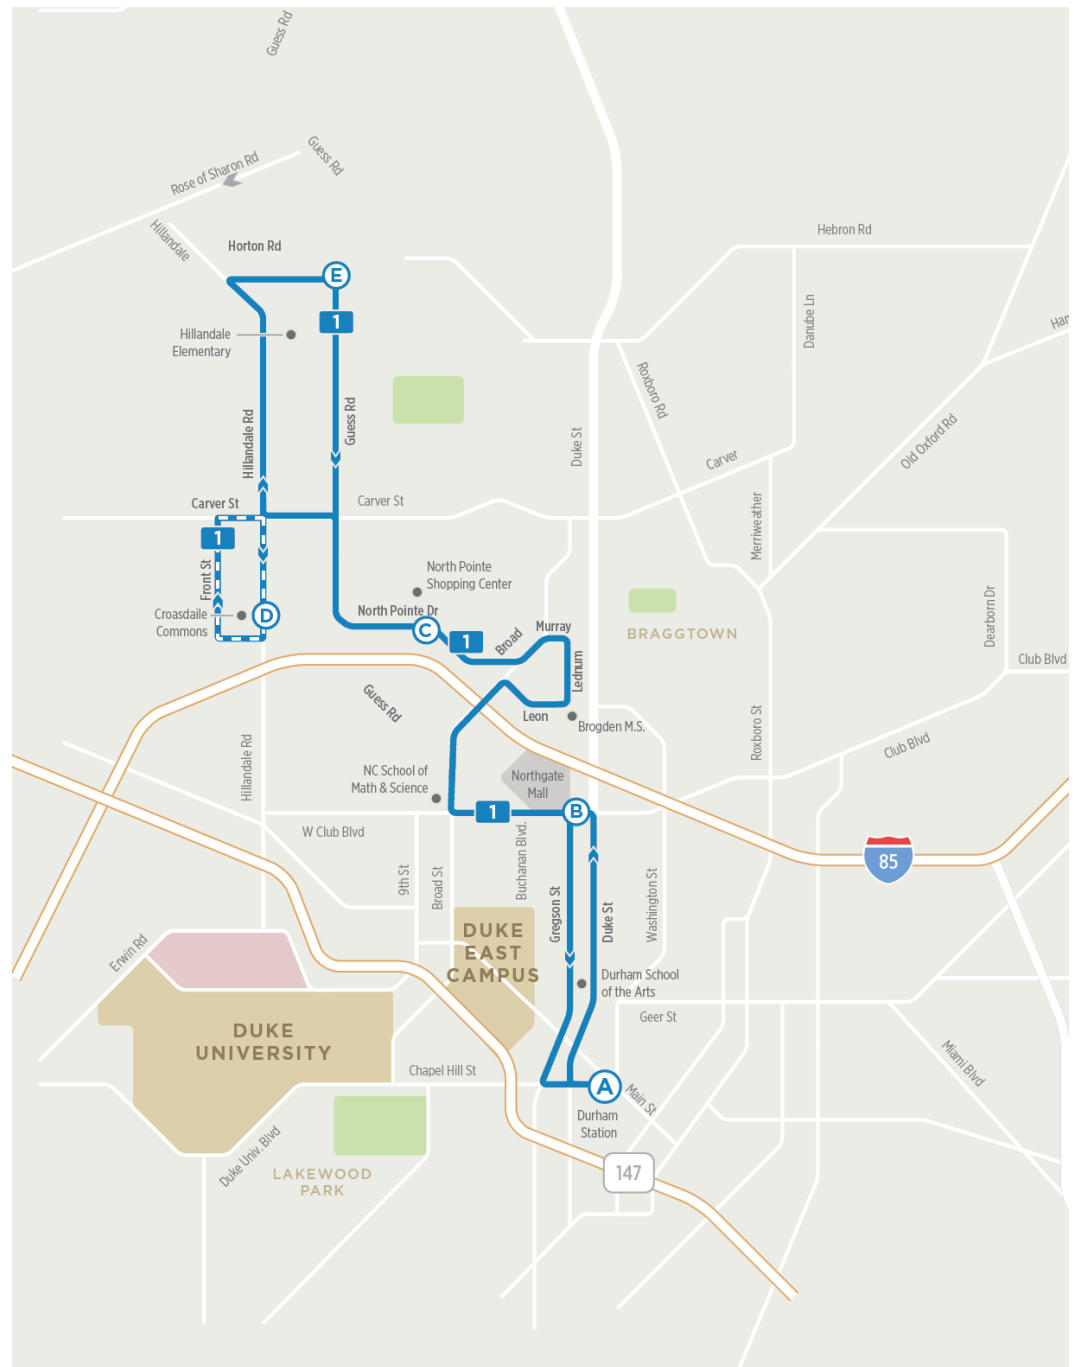 Guess Rd
Guess Rd
Rose of Sharon Rd
Hillandale
Horton Rd
Hebron Rd
E
1
Danube Ln
Hillandale
Elementary
Roxboro Rd
Hillandale Rd
Guess Rd
Duke St
Old Oxford Rd
Carver
Carver St
Carver St
Merriweather
1
Front St
North Pointe
Shopping Center
Croasdaile
Commons
D
North Pointe Dr
C
1
Broad
Murray
BRAGGTOWN
Dearborn Dr
Club Blvd
Lednum
Guess Rd
Leon
Brogden M.S.
Roxboro St
Club Blvd
Hillandale Rd
NC School of
Math & Science
Northgate
Mall
1
B
W Club Blvd
Buchanan Blvd.
85
9th St
Broad St
Gregson St
Duke St
Washington St
DUKE
EAST
CAMPUS
Erwin Rd
Durham School
of the Arts
Geer St
DUKE
UNIVERSITY
Chapel Hill St
A
Main St
Miami Blvd
Durham
Station
Duke Univ. Blvd
LAKEWOOD
PARK
147